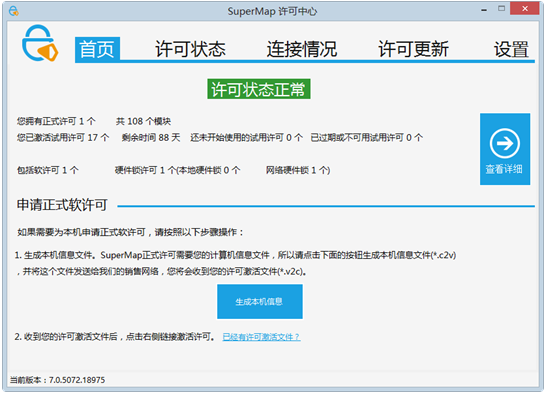 SuperMap 许可中心
首页 许可状态 连接情况 许可更新 设置
许可状态正常
您拥有正式许可 1 个 共 108 个模块
您已激活试用许可 17 个 剩余时间 88 天 还未开始使用的试用许可 0 个 已过期或不可用试用许可 0 个
包括软许可 1 个 硬件锁许可 1 个(本地硬件锁 0 个 网络硬件锁 1 个)
查看详细
申请正式软许可
如果需要为本机申请正式软许可，请按照以下步骤操作：
1. 生成本机信息文件。SuperMap正式许可需要您的计算机信息文件，所以请点击下面的按钮生成本机信息文件(*.c2v)
，并将这个文件发送给我们的销售网络，您将会收到您的许可激活文件(*.v2c)。
生成本机信息
2. 收到您的许可激活文件后，点击右侧链接激活许可。 已经有许可激活文件？
当前版本：7.0.5072.18975